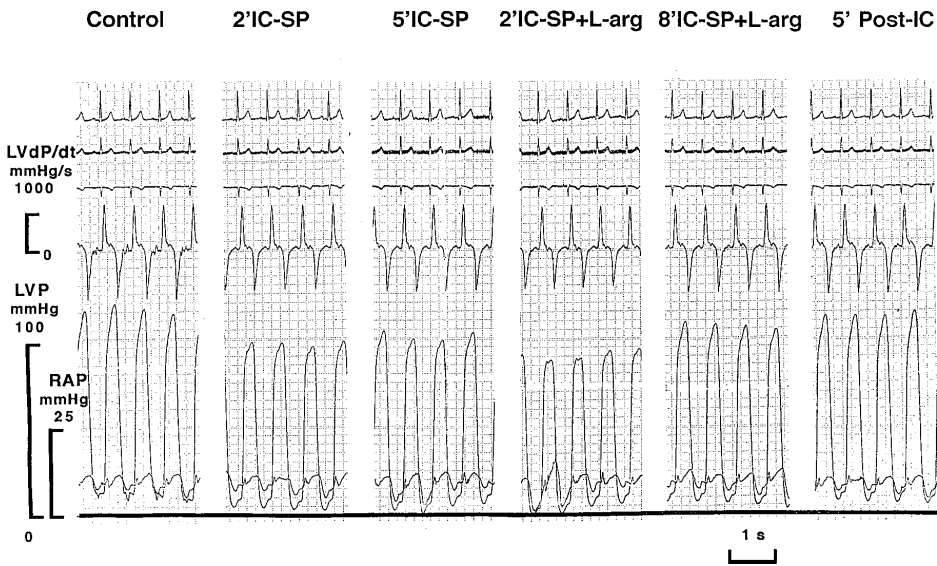 Control 2'IC-SP 5'IC-SP 2'IC-SP+L-arg 8'IC-SP+L-arg 5' Post-IC
LVdP/dt
mmHg/s
1000
0
LVP
mmHg
100
RAP
mmHg
25
0
1 s